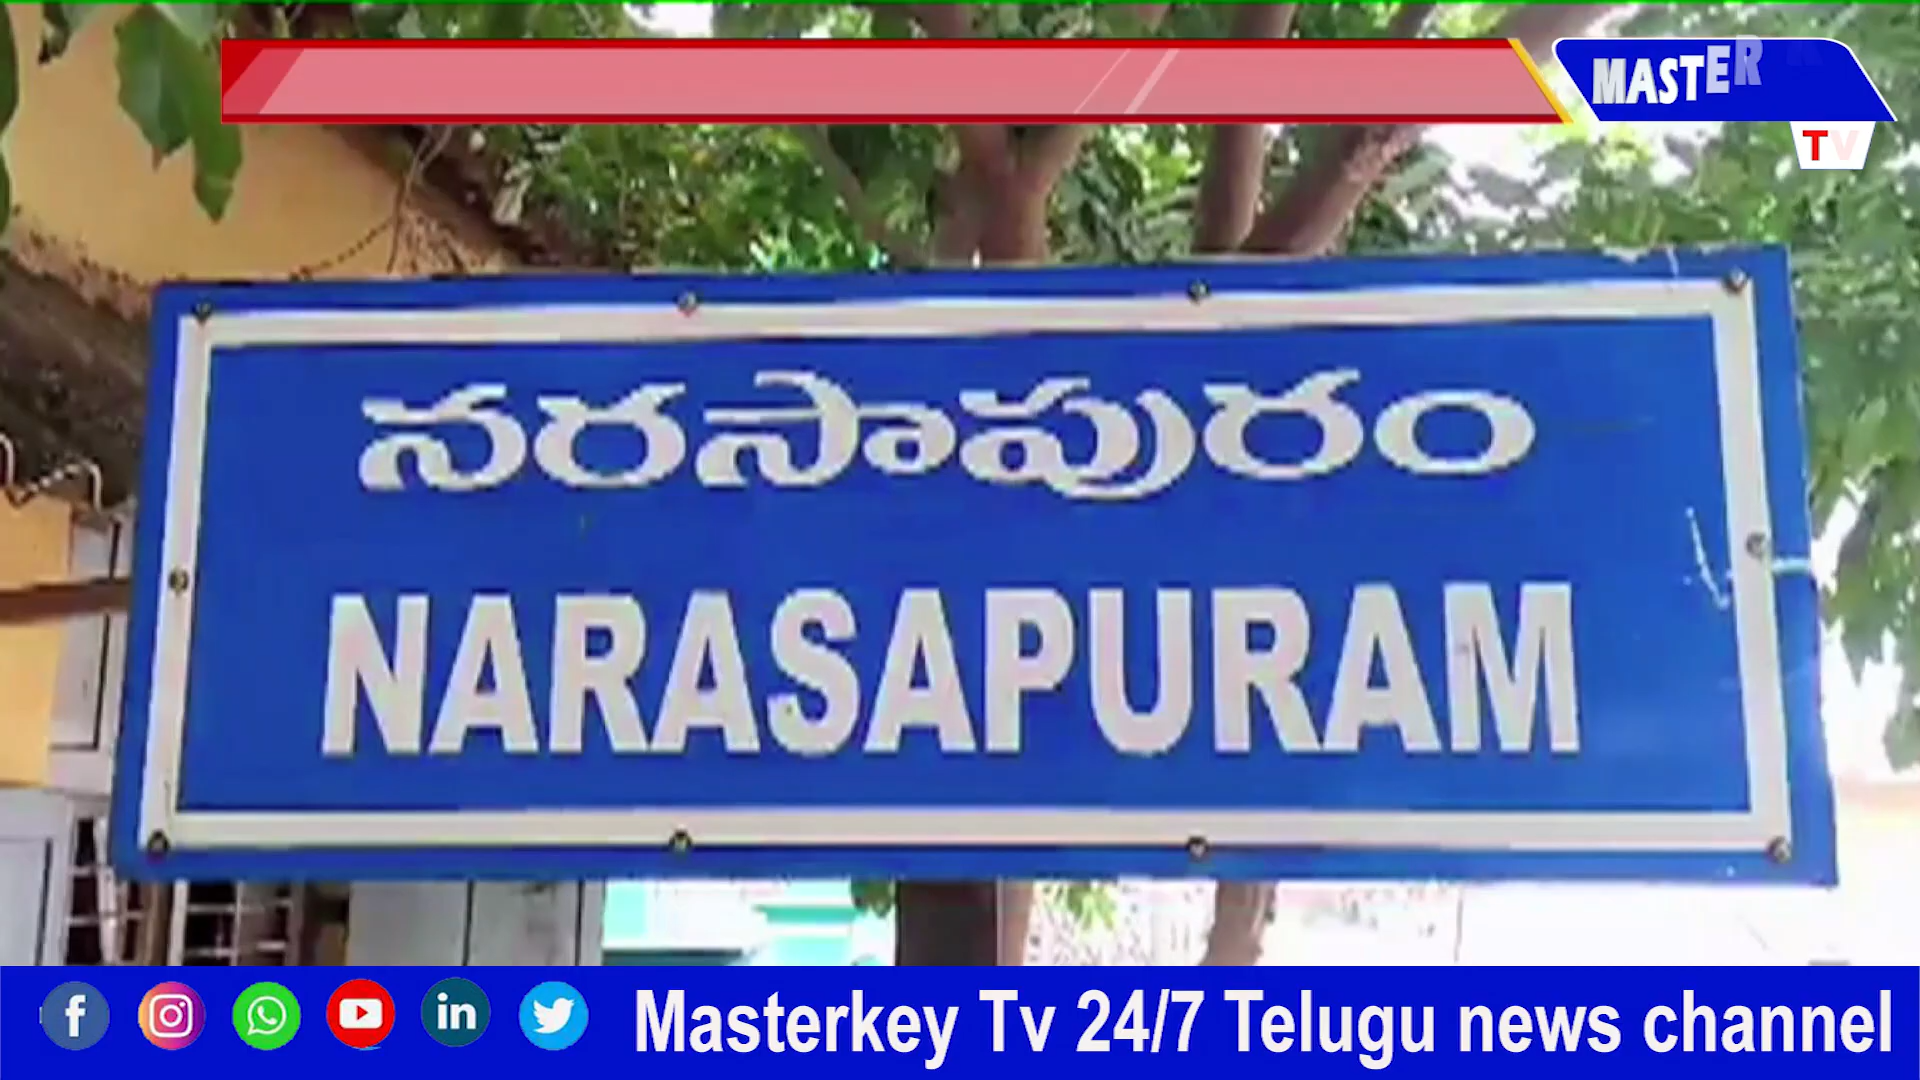 MASTER
TV
నరసాపురం
NARASAPURAM
Masterkey Tv 24/7 Telugu news channel